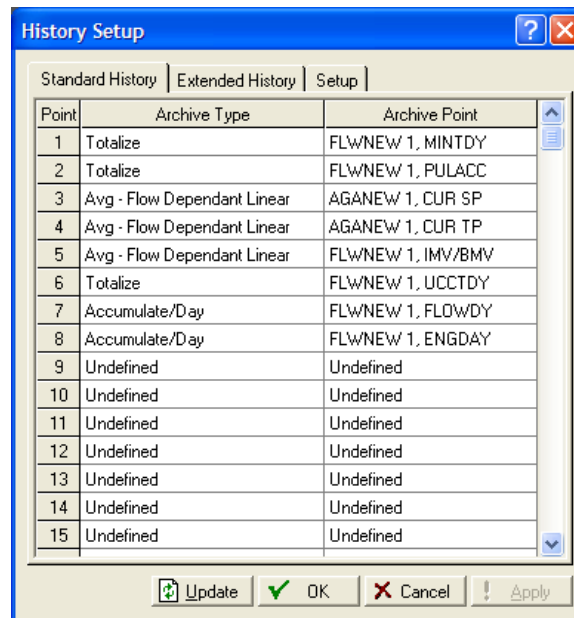 History Setup
Standard History Extended History Setup
Point Archive Type Archive Point
1 Totalize FLWNEW 1, MINTDY
2 Totalize FLWNEW 1, PULACC
3 Avg - Flow Dependant Linear AGANEW 1, CUR SP
4 Avg - Flow Dependant Linear AGANEW 1, CUR TP
5 Avg - Flow Dependant Linear FLWNEW 1, IMV/BMV
6 Totalize FLWNEW 1, UCCTDY
7 Accumulate/Day FLWNEW 1, FLOWDY
8 Accumulate/Day FLWNEW 1, ENGDAY
9 Undefined Undefined
10 Undefined Undefined
11 Undefined Undefined
12 Undefined Undefined
13 Undefined Undefined
14 Undefined Undefined
15 Undefined Undefined
Update OK Cancel Apply